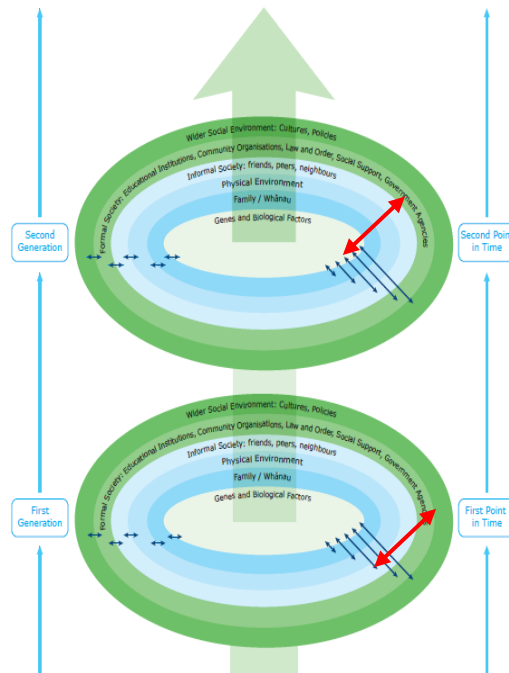 Wider Social Environment: Cultures, Policies
Formal Society: Educational Institutions, Community Organisations, Law and Order, Social Support, Government Agencies
Informal Society: friends, peers, neighbours
Physical Environment
Family / Whānau
Genes and Biological Factors
Second
Generation
Second Point
in Time
Wider Social Environment: Cultures, Policies
Formal Society: Educational Institutions, Community Organisations, Law and Order, Social Support, Government Agencies
Informal Society: friends, peers, neighbours
Physical Environment
Family / Whānau
Genes and Biological Factors
First
Generation
First Point
in Time